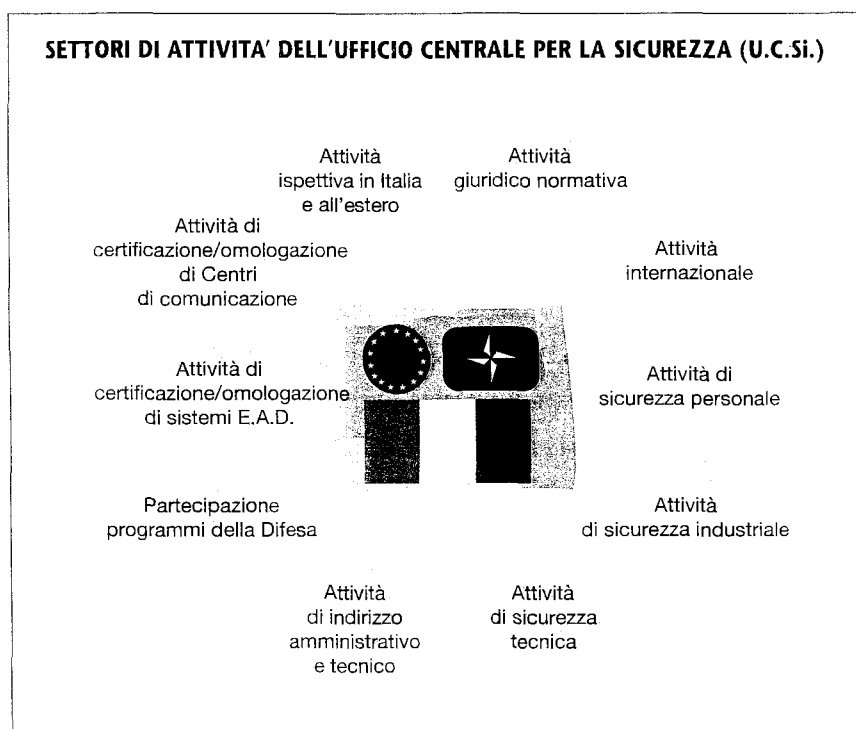 SETTORI DI ATTIVITA' DELL'UFFICIO CENTRALE PER LA SICUREZZA (U.C.Si.)
Attività
ispettiva in Italia
e all'estero
Attività
giuridico normativa
Attività di
certificazione/omologazione
di Centri
di comunicazione
Attività
internazionale
Attività di
certificazione/omologazione
di sistemi E.A.D.
Attività di
sicurezza personale
Partecipazione
programmi della Difesa
Attività
di sicurezza industriale
Attività
di indirizzo
amministrativo
e tecnico
Attività
di sicurezza
tecnica